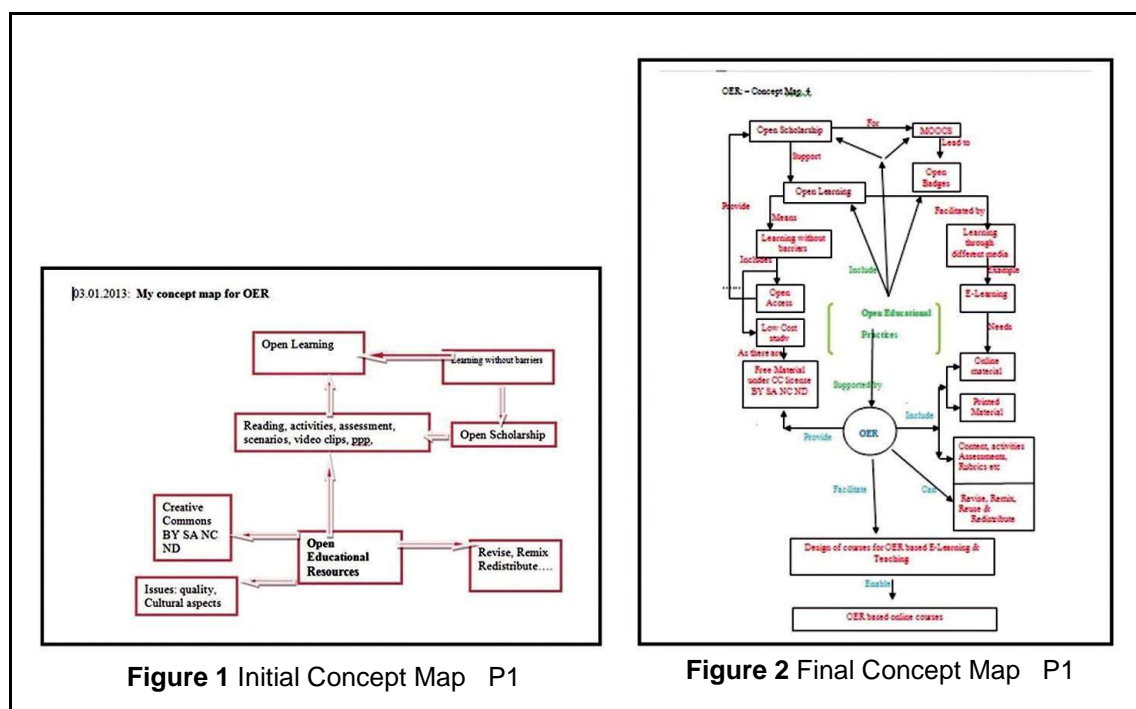 03.01.2013: My concept map for OER
Open Learning
Learning without barriers
Reading, activities, assessment,
scenarios, video clips, ppp,
Open Scholarship
Creative
Commons
BY SA NC
ND
Open
Educational
Resources
Revise, Remix
Redistribute....
Issues: quality,
Cultural aspects
Figure 1 Initial Concept Map P1
OER: – Concept Map 4
Open Scholarship
For
MOOCS
Support
Lead to
Open
Badges
Open Learning
Provide
Means
Facilitated by
Learning without
barriers
Learning
through
different media
Includes
Include
Example
Open
Access
E-Learning
Open Educational
Practices
Low Cost
study
Needs
As there are
Online
material
Free Material
under CC license
BY SA NC ND
Supported by
Printed
Material
Include
OER
Provide
Content, activities
Assessments,
Rubrics etc
Facilitate
Can
Revise, Remix,
Reuse &
Redistribute
Design of courses for OER based E-Learning &
Teaching
Enable
OER based online courses
Figure 2 Final Concept Map P1